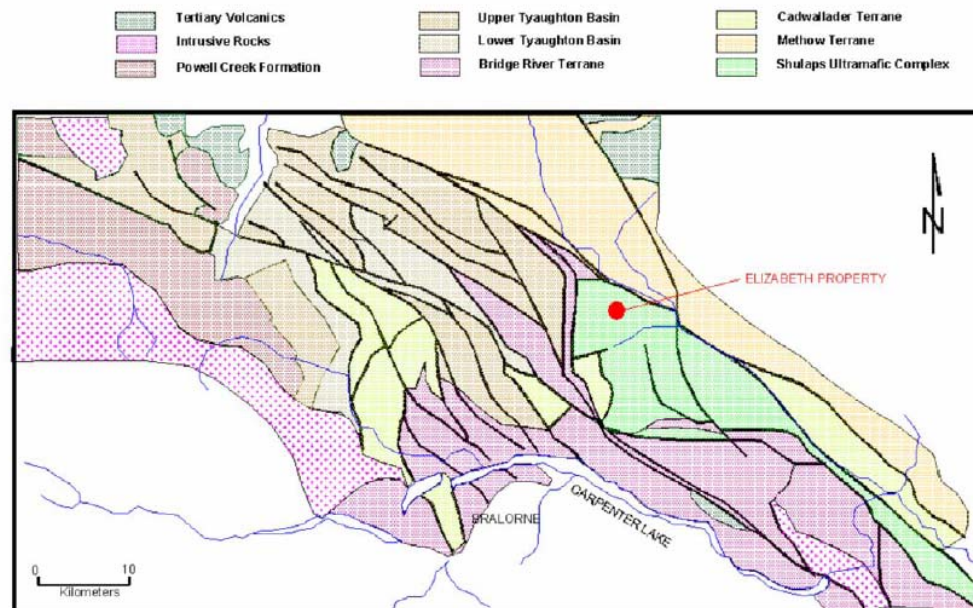 Tertiary Volcanics
Intrusive Rocks
Powell Creek Formation
Upper Tyaughton Basin
Lower Tyaughton Basin
Bridge River Terrane
Cadwallader Terrane
Methow Terrane
Shulaps Ultramafic Complex
N
ELIZABETH PROPERTY
BRALORNE
CARPENTER LAKE
0 10
Kilometers